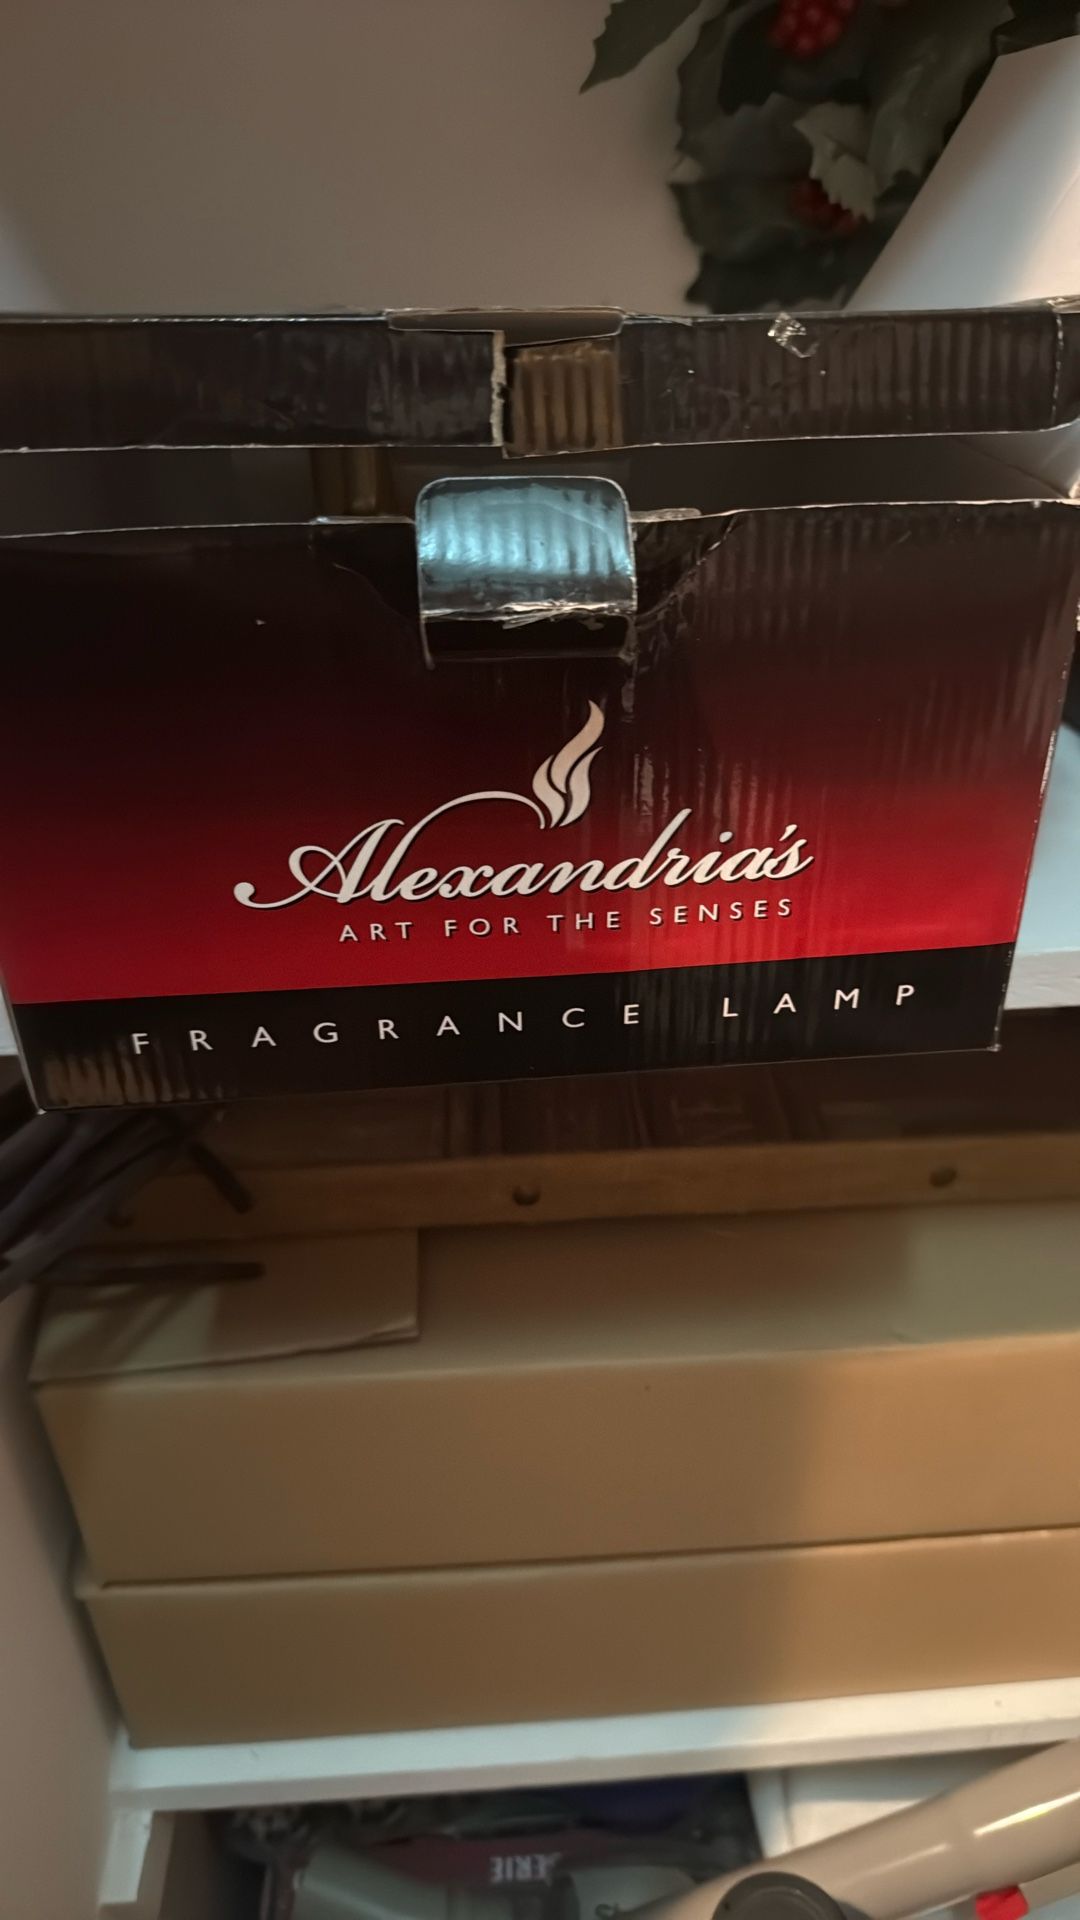 Alexandria's
ART FOR THE SENSES
FRAGRANCE LAMP